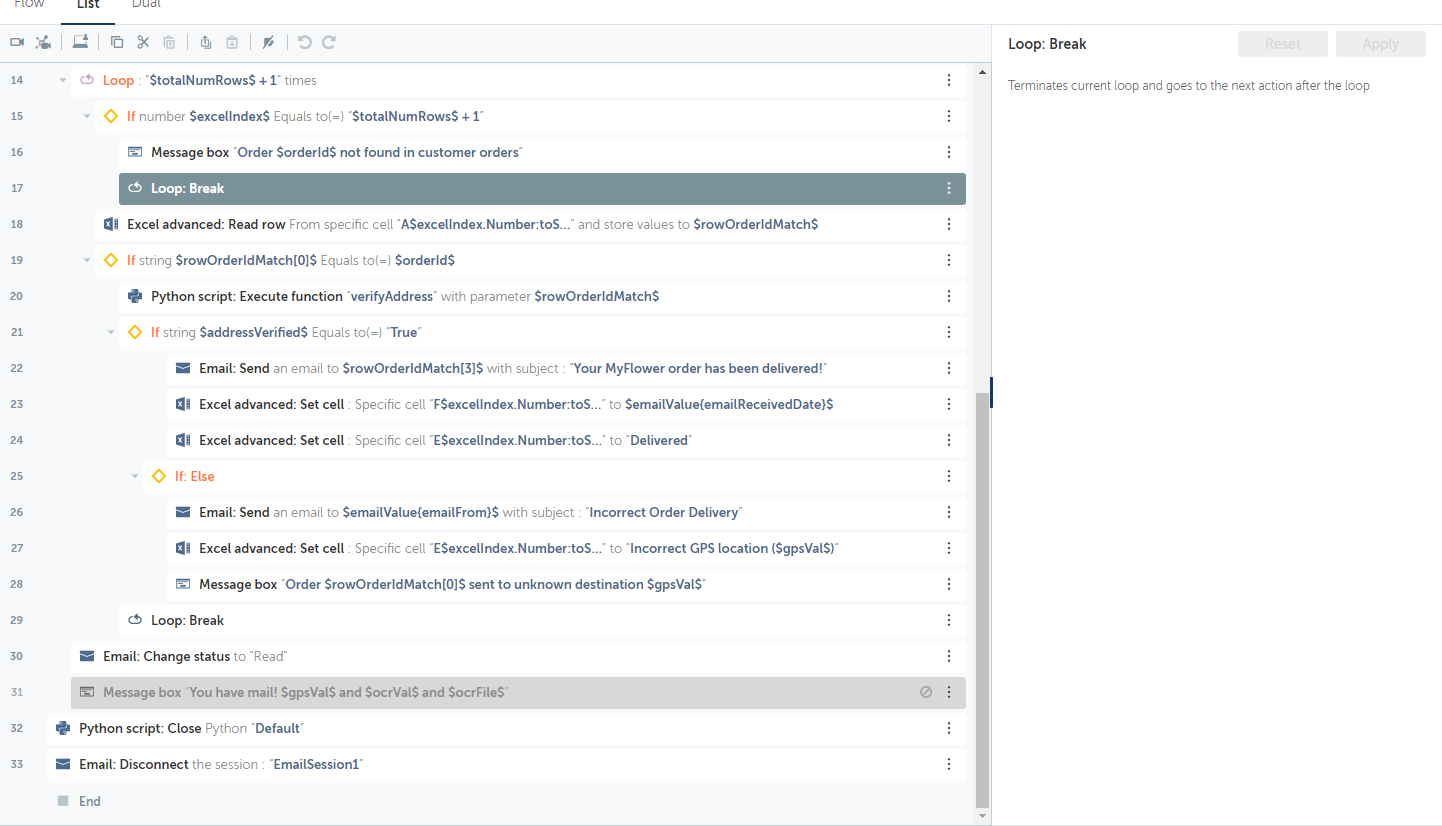 Flow List Dual
Loop: Break Reset Apply
Terminates current loop and goes to the next action after the loop
14 Loop : "$totalNumRows$ + 1" times
15 If number $excelIndex$ Equals to(=) "$totalNumRows$ + 1"
16 Message box "Order $orderId$ not found in customer orders"
17 Loop: Break
18 Excel advanced: Read row From specific cell "A$excelIndex.Number:toS..." and store values to $rowOrderIdMatch$
19 If string $rowOrderIdMatch[0]$ Equals to(=) $orderId$
20 Python script: Execute function "verifyAddress" with parameter $rowOrderIdMatch$
21 If string $addressVerified$ Equals to(=) "True"
22 Email: Send an email to $rowOrderIdMatch[3]$ with subject : "Your MyFlower order has been delivered!"
23 Excel advanced: Set cell : Specific cell "F$excelIndex.Number:toS..." to $emailValue{emailReceivedDate}$
24 Excel advanced: Set cell : Specific cell "E$excelIndex.Number:toS..." to "Delivered"
25 If: Else
26 Email: Send an email to $emailValue{emailFrom}$ with subject : "Incorrect Order Delivery"
27 Excel advanced: Set cell : Specific cell "E$excelIndex.Number:toS..." to "Incorrect GPS location ($gpsVal$)"
28 Message box "Order $rowOrderIdMatch[0]$ sent to unknown destination $gpsVal$"
29 Loop: Break
30 Email: Change status to "Read"
31 Message box "You have mail! $gpsVal$ and $ocrVal$ and $ocrFile$"
32 Python script: Close Python "Default"
33 Email: Disconnect the session : "EmailSession1"
End